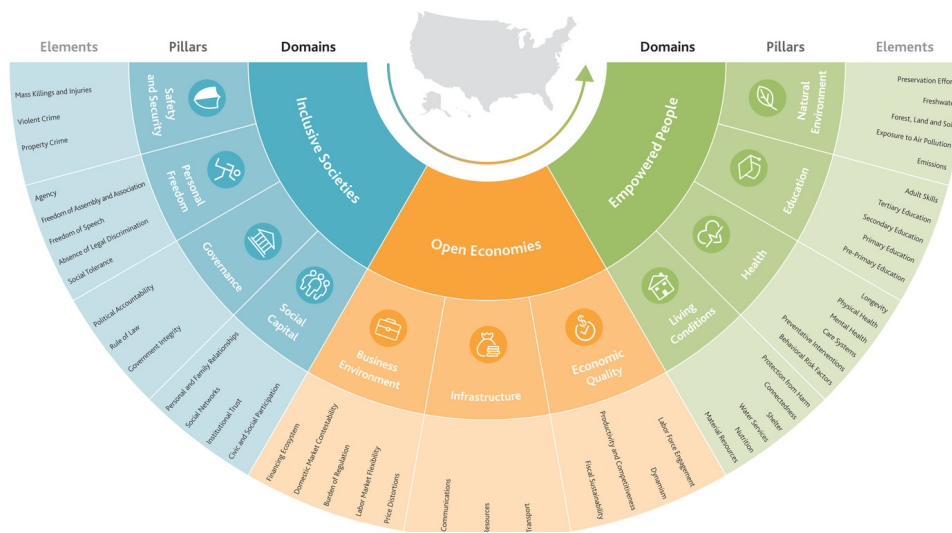 Elements
Pillars
Domains
Domains
Pillars
Elements
Inclusive Societies
Safety
and Security
Mass Killings and Injuries
Violent Crime
Property Crime
Personal
Freedom
Agency
Freedom of Assembly and Association
Freedom of Speech
Absence of Legal Discrimination
Social Tolerance
Governance
Political Accountability
Rule of Law
Government Integrity
Social
Capital
Personal and Family Relationships
Social Networks
Institutional Trust
Civic and Social Participation
Open Economies
Business
Environment
Financing Ecosystem
Domestic Market Contestability
Burden of Regulation
Labor Market Flexibility
Price Distortions
Infrastructure
Communications
Resources
Transport
Economic
Quality
Fiscal Sustainability
Productivity and Competitiveness
Dynamism
Labor Force Engagement
Empowered People
Living
Conditions
Material Resources
Nutrition
Water Services
Shelter
Connectedness
Protection from Harm
Health
Behavioral Risk Factors
Preventative Interventions
Care Systems
Mental Health
Physical Health
Longevity
Education
Pre-Primary Education
Primary Education
Secondary Education
Tertiary Education
Adult Skills
Natural
Environment
Emissions
Exposure to Air Pollution
Forest, Land and Soil
Freshwater
Preservation Effor